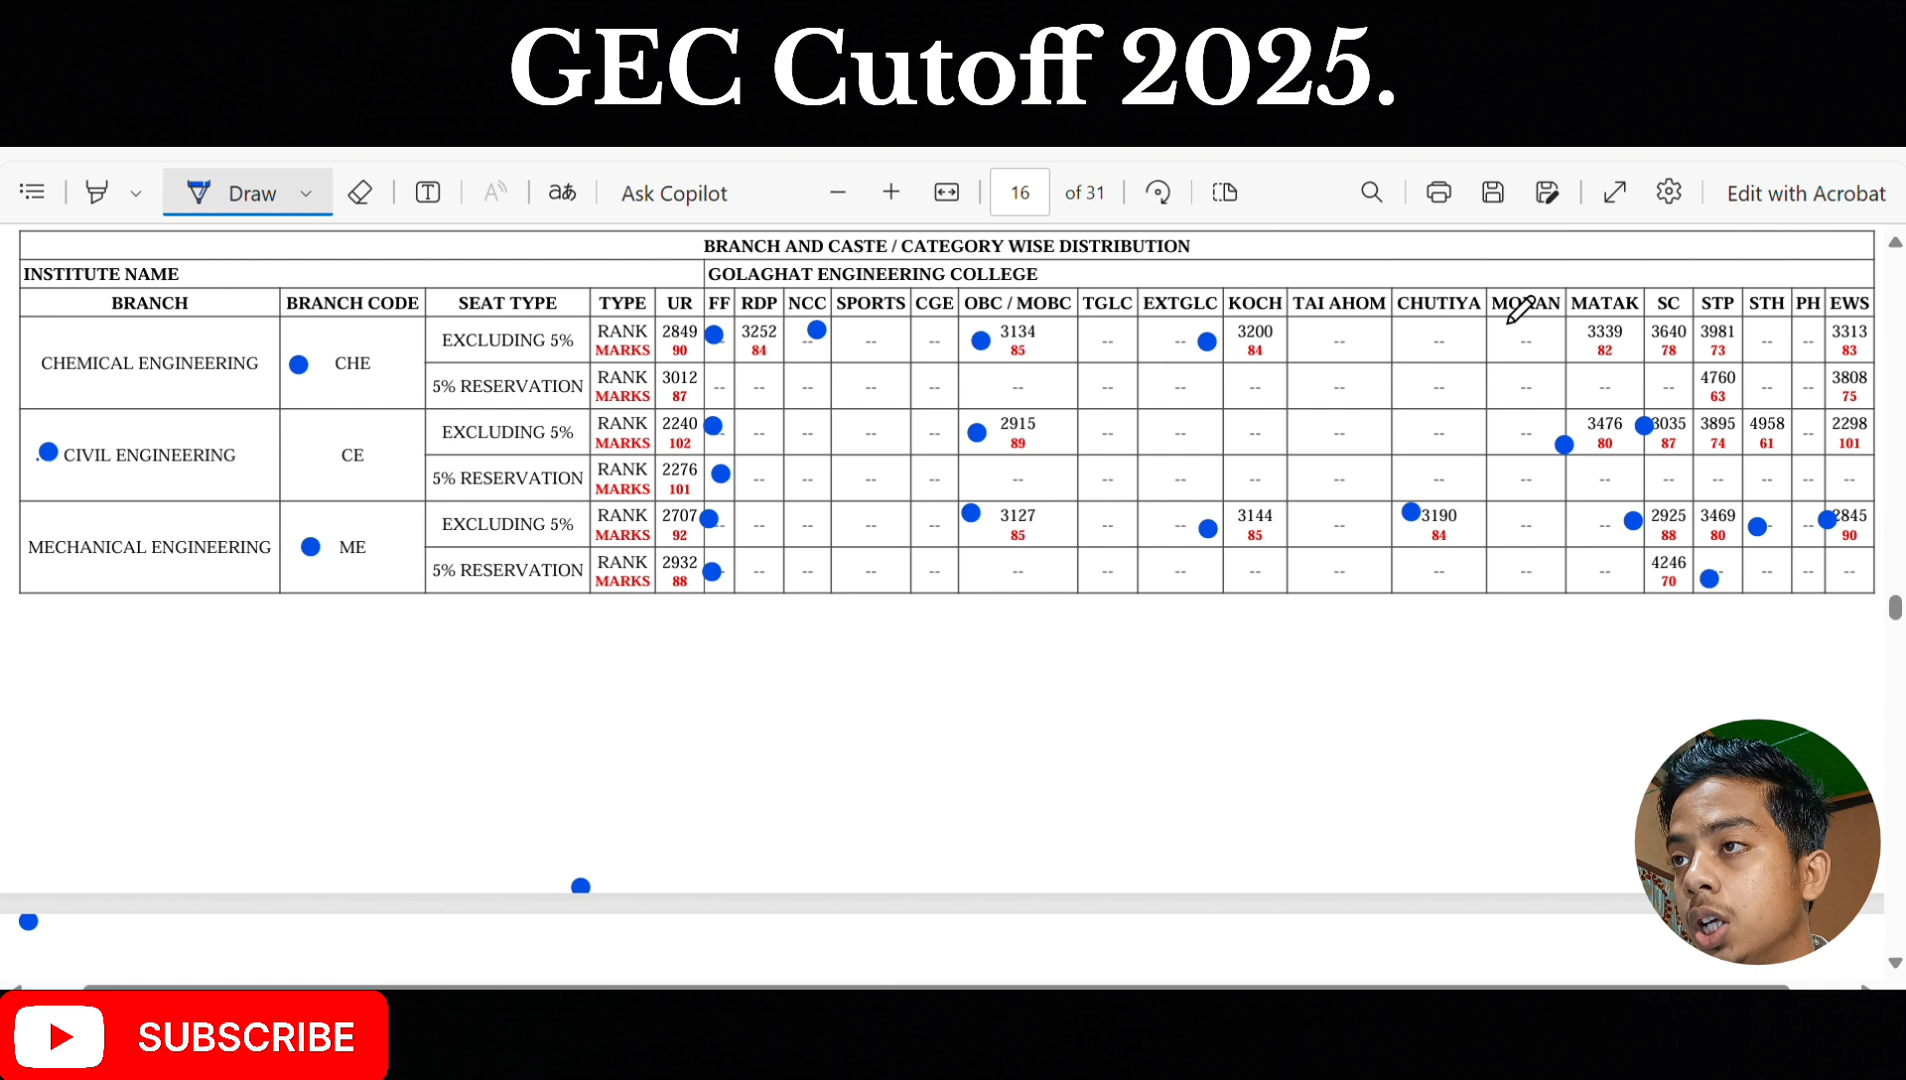 GEC Cutoff 2025.
Draw aあ Ask Copilot 16 of 31 Edit with Acrobat
BRANCH AND CASTE / CATEGORY WISE DISTRIBUTION
INSTITUTE NAME GOLAGHAT ENGINEERING COLLEGE
BRANCH BRANCH CODE SEAT TYPE TYPE UR FF RDP NCC SPORTS CGE OBC / MOBC TGLC EXTGLC KOCH TAI AHOM CHUTIYA MATAK SC STP STH PH EWS
CHEMICAL ENGINEERING CHE EXCLUDING 5% RANK 2849 -- 3252 -- -- -- 3134 -- -- 3200 -- -- -- 3339 3640 3981 -- -- 3313
MARKS 90 84 85 84 82 78 73 83
5% RESERVATION RANK 3012 -- -- -- -- -- -- -- -- -- -- -- -- -- -- 4760 -- -- 3808
MARKS 87 63 75
CIVIL ENGINEERING CE EXCLUDING 5% RANK 2240 -- -- -- -- -- 2915 -- -- -- -- -- -- 3476 3035 3895 4958 -- 2298
MARKS 102 89 80 87 74 61 101
5% RESERVATION RANK 2276 -- -- -- -- -- -- -- -- -- -- -- -- -- -- -- -- --
MARKS 101
MECHANICAL ENGINEERING ME EXCLUDING 5% RANK 2707 -- -- -- -- -- 3127 -- -- 3144 -- 3190 -- -- 2925 3469 -- -- 2845
MARKS 92 85 85 84 88 80 90
5% RESERVATION RANK 2932 -- -- -- -- -- -- -- -- -- -- -- -- -- 4246 -- -- -- --
MARKS 88 70
SUBSCRIBE